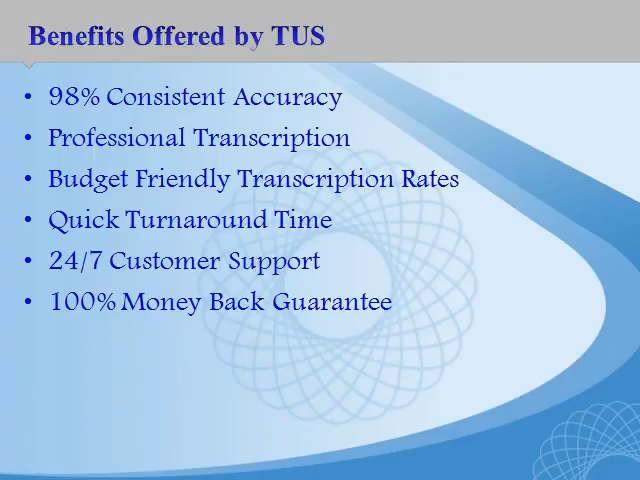 Benefits Offered by TUS
• 98% Consistent Accuracy
• Professional Transcription
• Budget Friendly Transcription Rates
• Quick Turnaround Time
• 24/7 Customer Support
• 100% Money Back Guarantee